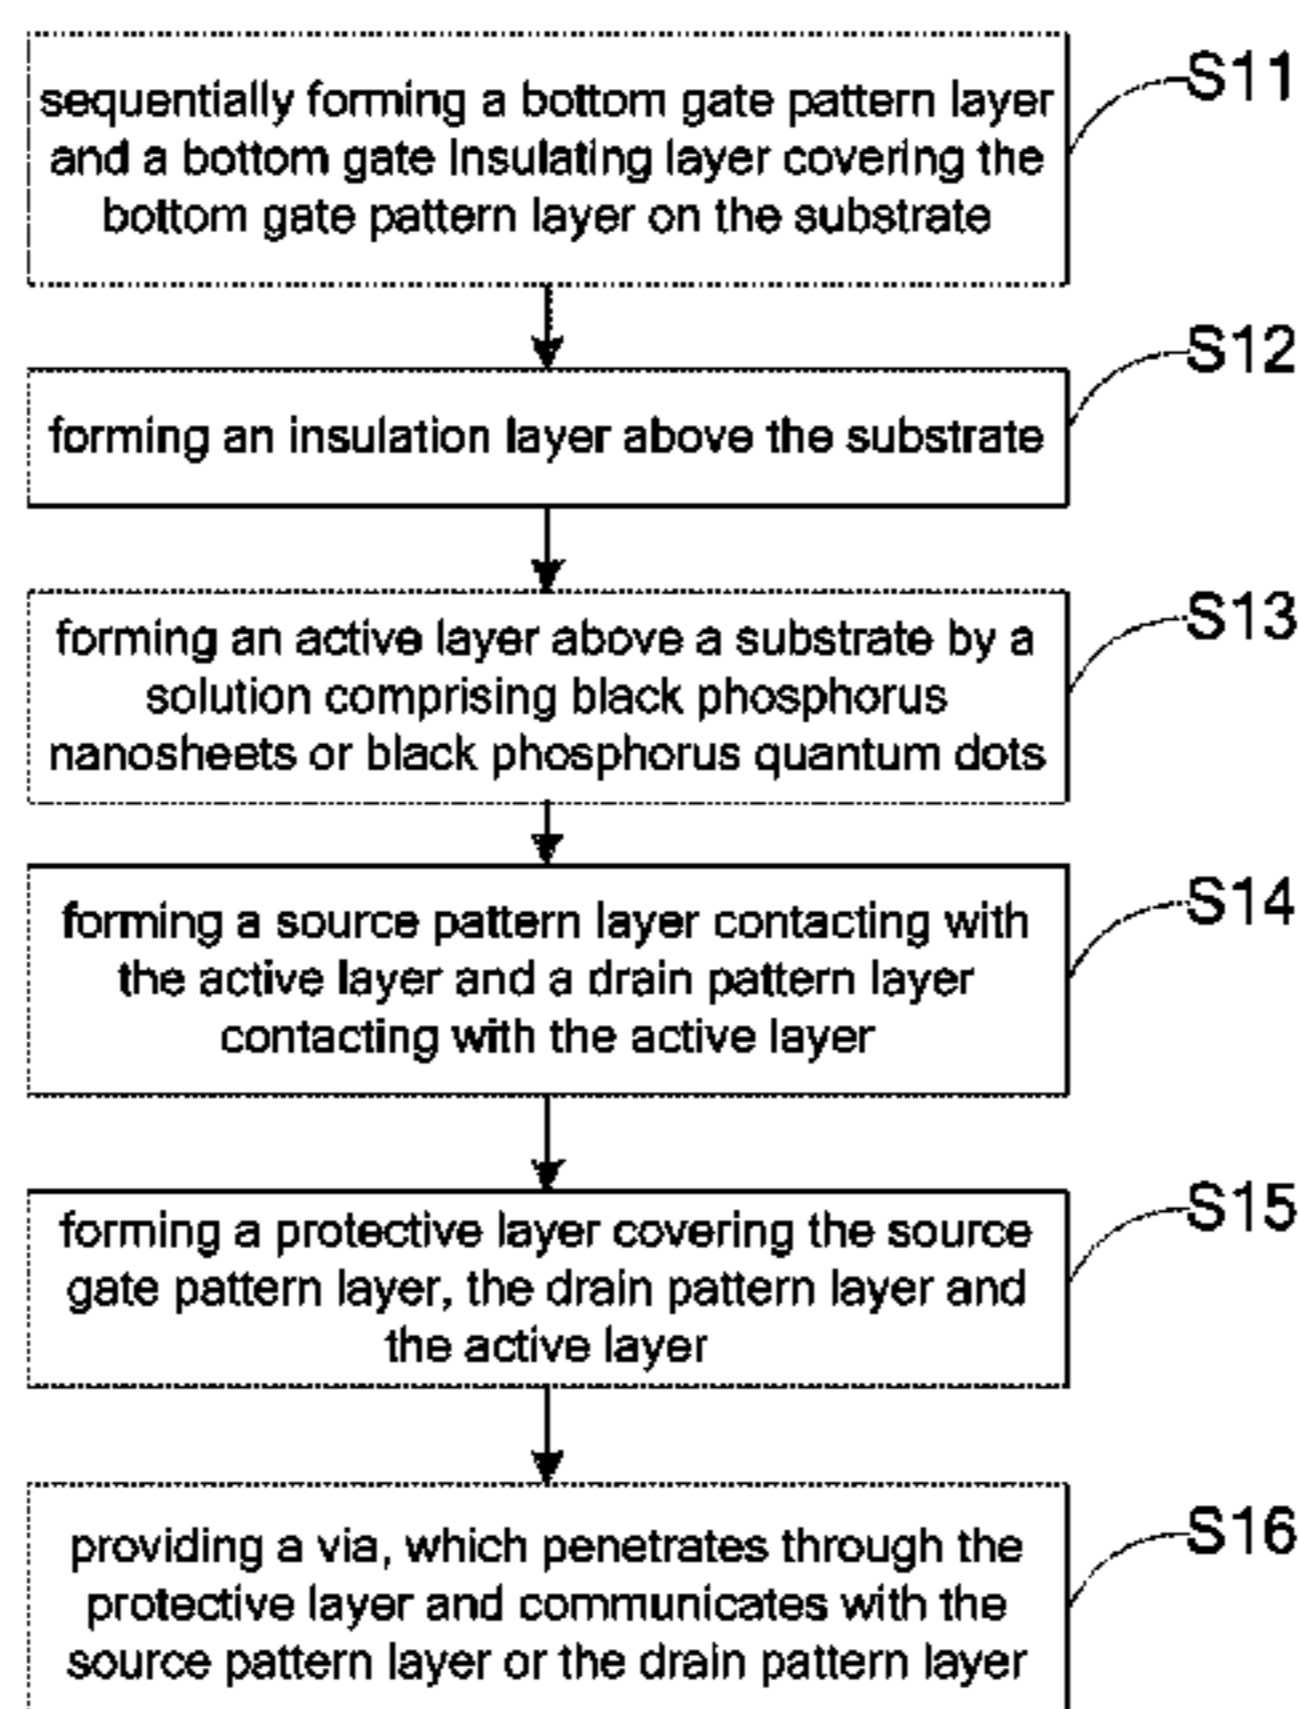 sequentially forming a bottom gate pattern layer
and a bottom gate insulating layer covering the
bottom gate pattern layer on the substrate
S11
forming an insulation layer above the substrate
S12
forming an active layer above a substrate by a
solution comprising black phosphorus
nanosheets or black phosphorus quantum dots
S13
forming a source pattern layer contacting with
the active layer and a drain pattern layer
contacting with the active layer
S14
forming a protective layer covering the source
gate pattern layer, the drain pattern layer and
the active layer
S15
providing a via, which penetrates through the
protective layer and communicates with the
source pattern layer or the drain pattern layer
S16